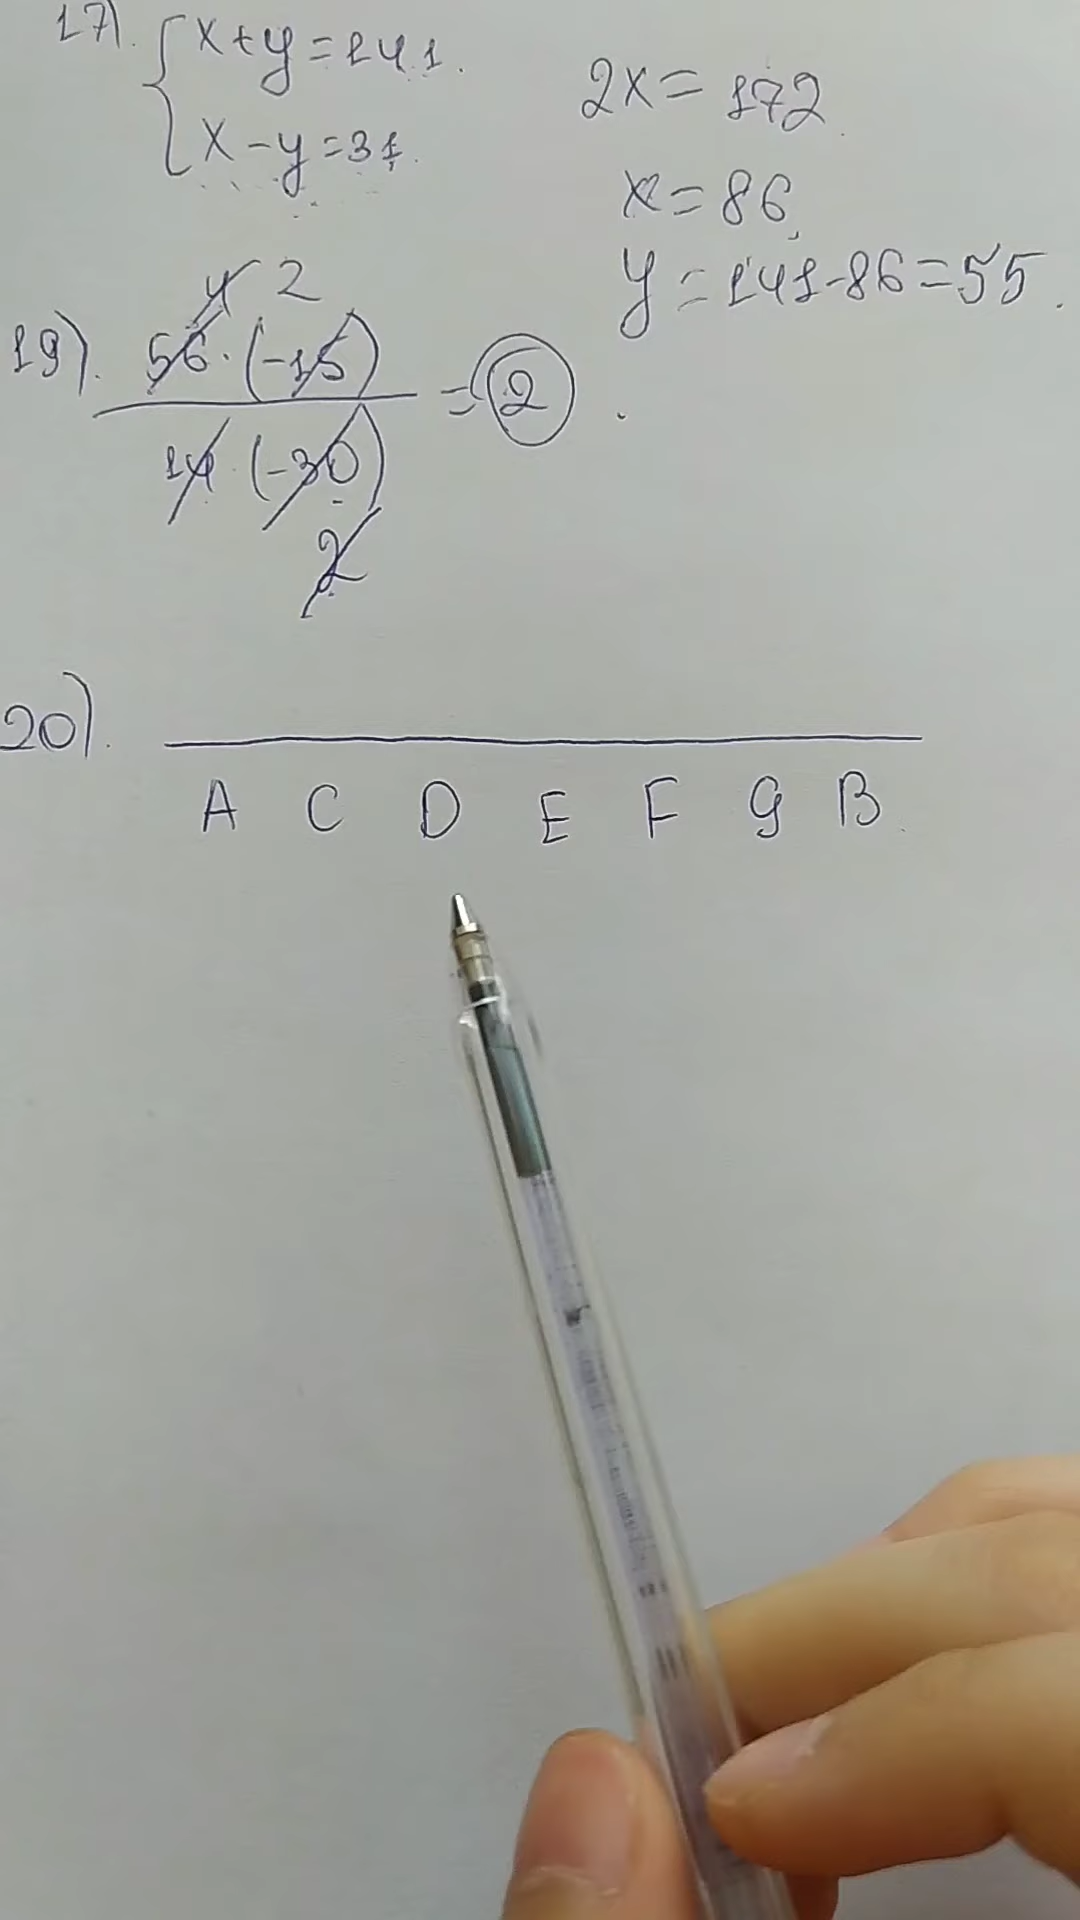 17). { x+y=141.
x-y=31.
2x=172.
x=86,
y=141-86=55.
4 2
19). 56·(-15)
14·(-30) =2.
2
20).
A C D E F G B.